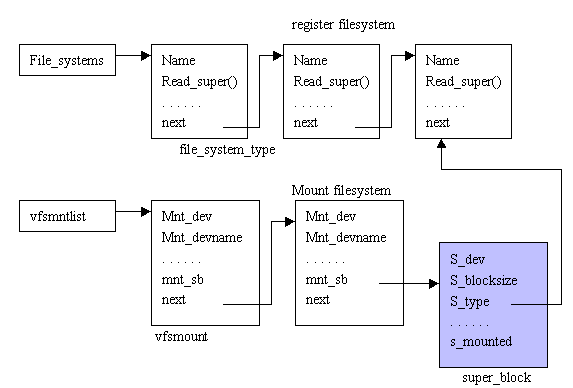 register filesystem
File_systems
Name
Read_super()
. . . . . .
next
Name
Read_super()
. . . . . .
next
Name
Read_super()
. . . . . .
next
file_system_type
Mount filesystem
vfsmntlist
Mnt_dev
Mnt_devname
. . . . . .
mnt_sb
next
Mnt_dev
Mnt_devname
. . . . . .
mnt_sb
next
S_dev
S_blocksize
S_type
. . . . . .
s_mounted
vfsmount
super_block